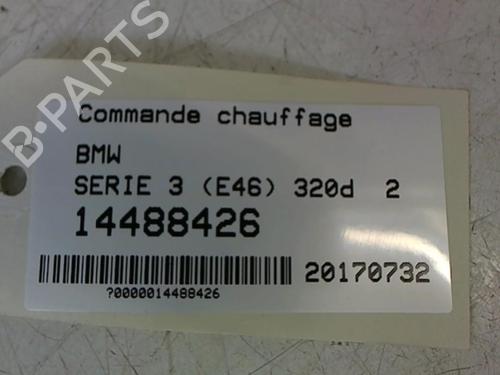 B-PARTS
Commande chauffage
BMW
SERIE 3 (E46) 320d 2
14488426
20170732
?0000014488426